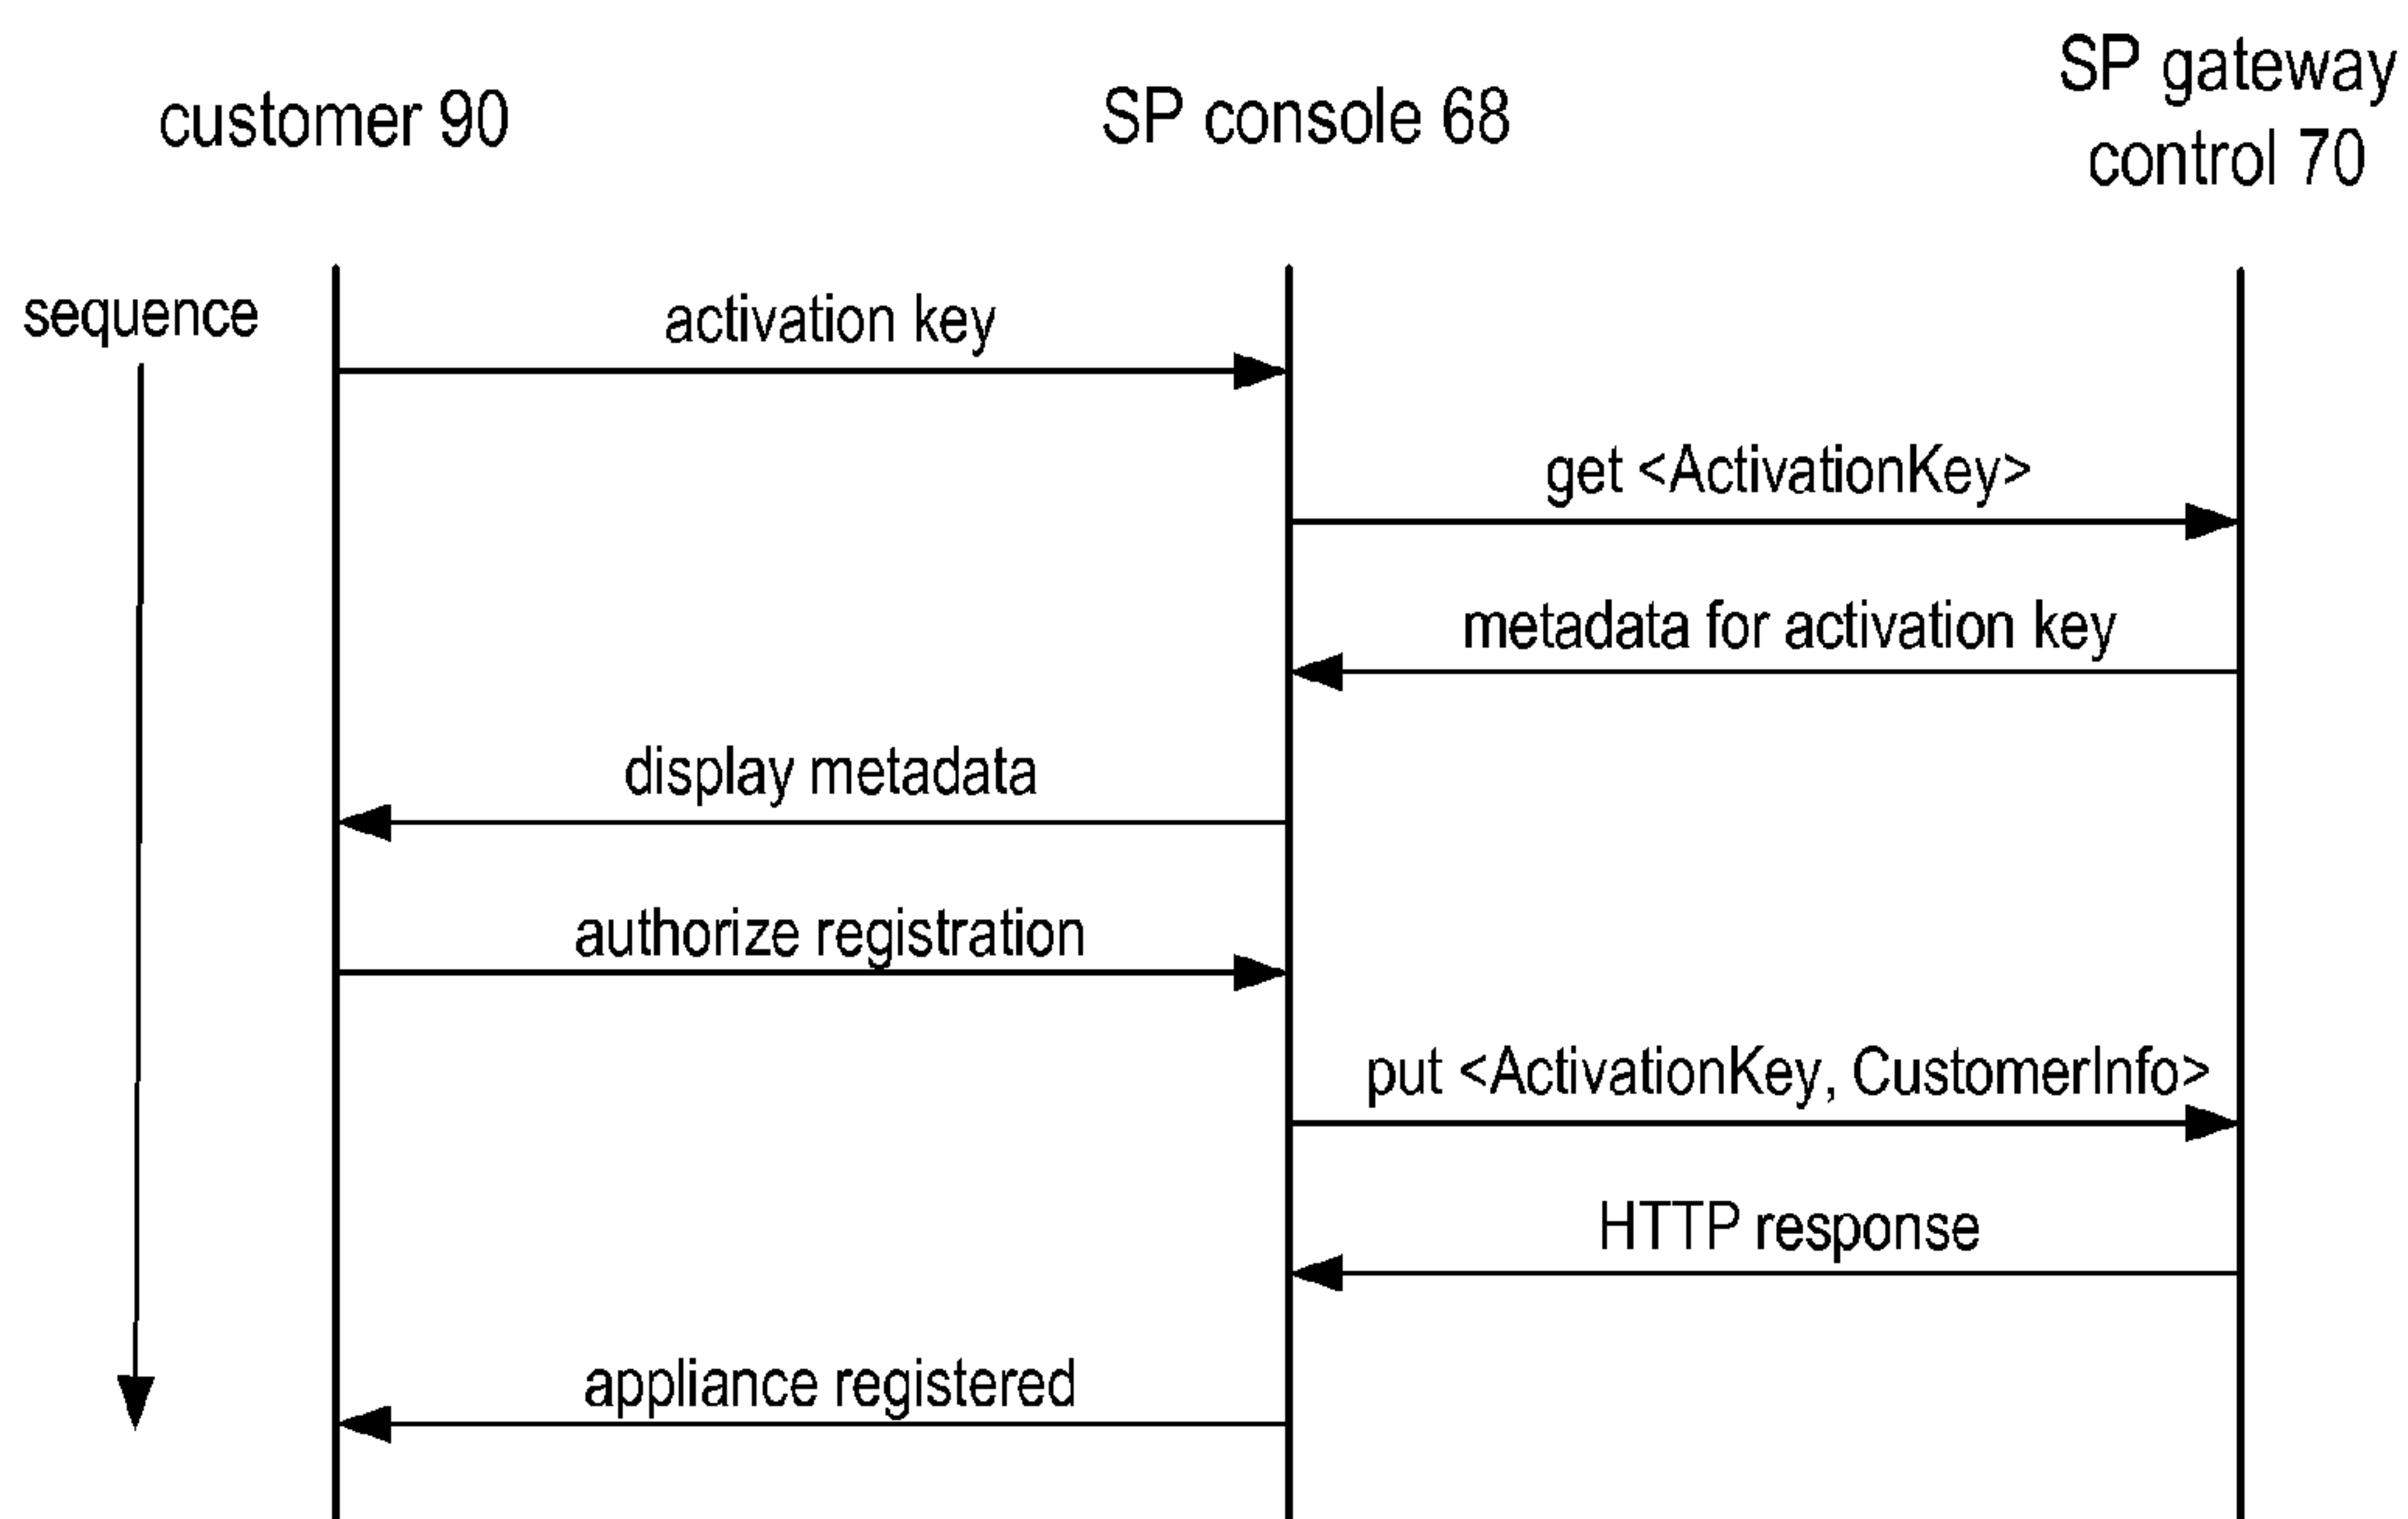 customer 90
SP console 68
SP gateway
control 70
sequence
activation key
get <ActivationKey>
metadata for activation key
display metadata
authorize registration
put <ActivationKey, CustomerInfo>
HTTP response
appliance registered